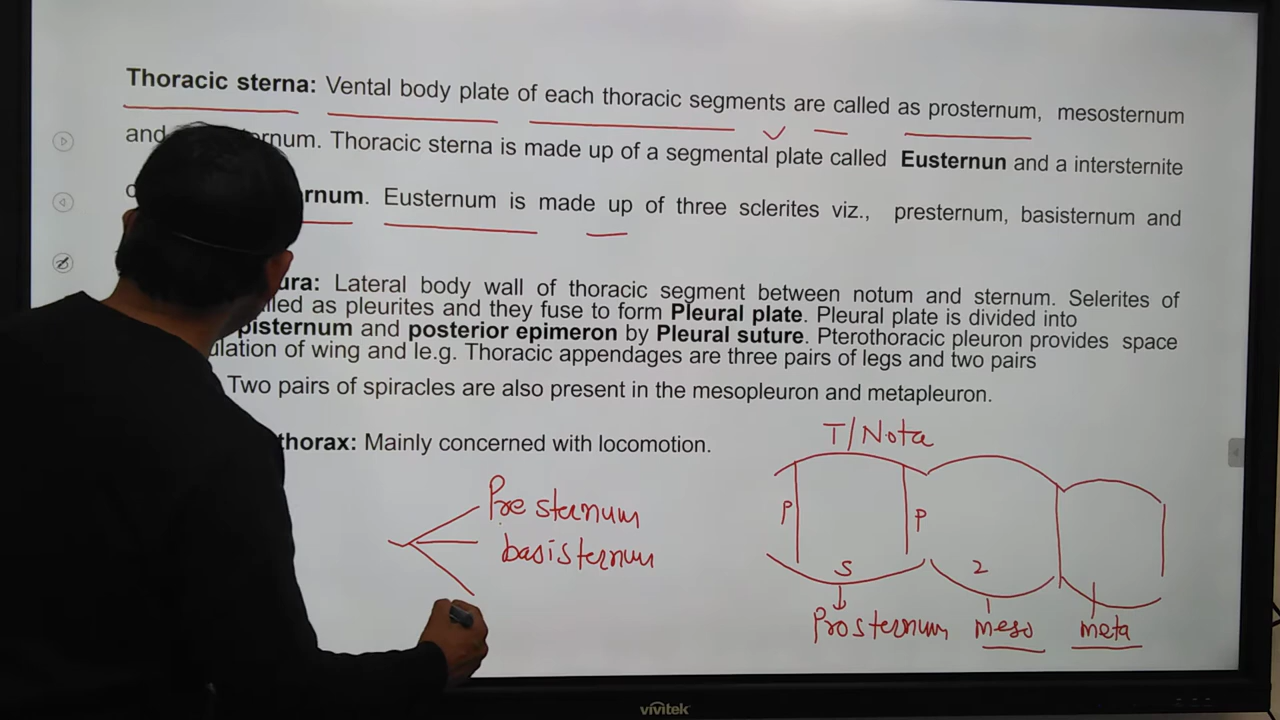 Thoracic sterna: Vental body plate of each thoracic segments are called as prosternum, mesosternum
and num. Thoracic sterna is made up of a segmental plate called Eusternun and a intersternite
rnum. Eusternum is made up of three sclerites viz., presternum, basisternum and
ura: Lateral body wall of thoracic segment between notum and sternum. Selerites of
lled as pleurites and they fuse to form Pleural plate. Pleural plate is divided into
pisternum and posterior epimeron by Pleural suture. Pterothoracic pleuron provides space
ulation of wing and le.g. Thoracic appendages are three pairs of legs and two pairs
Two pairs of spiracles are also present in the mesopleuron and metapleuron.
thorax: Mainly concerned with locomotion.
T/Nota
Presternum
basisternum
P
P
S
2
Prosternum meso meta
vivitek